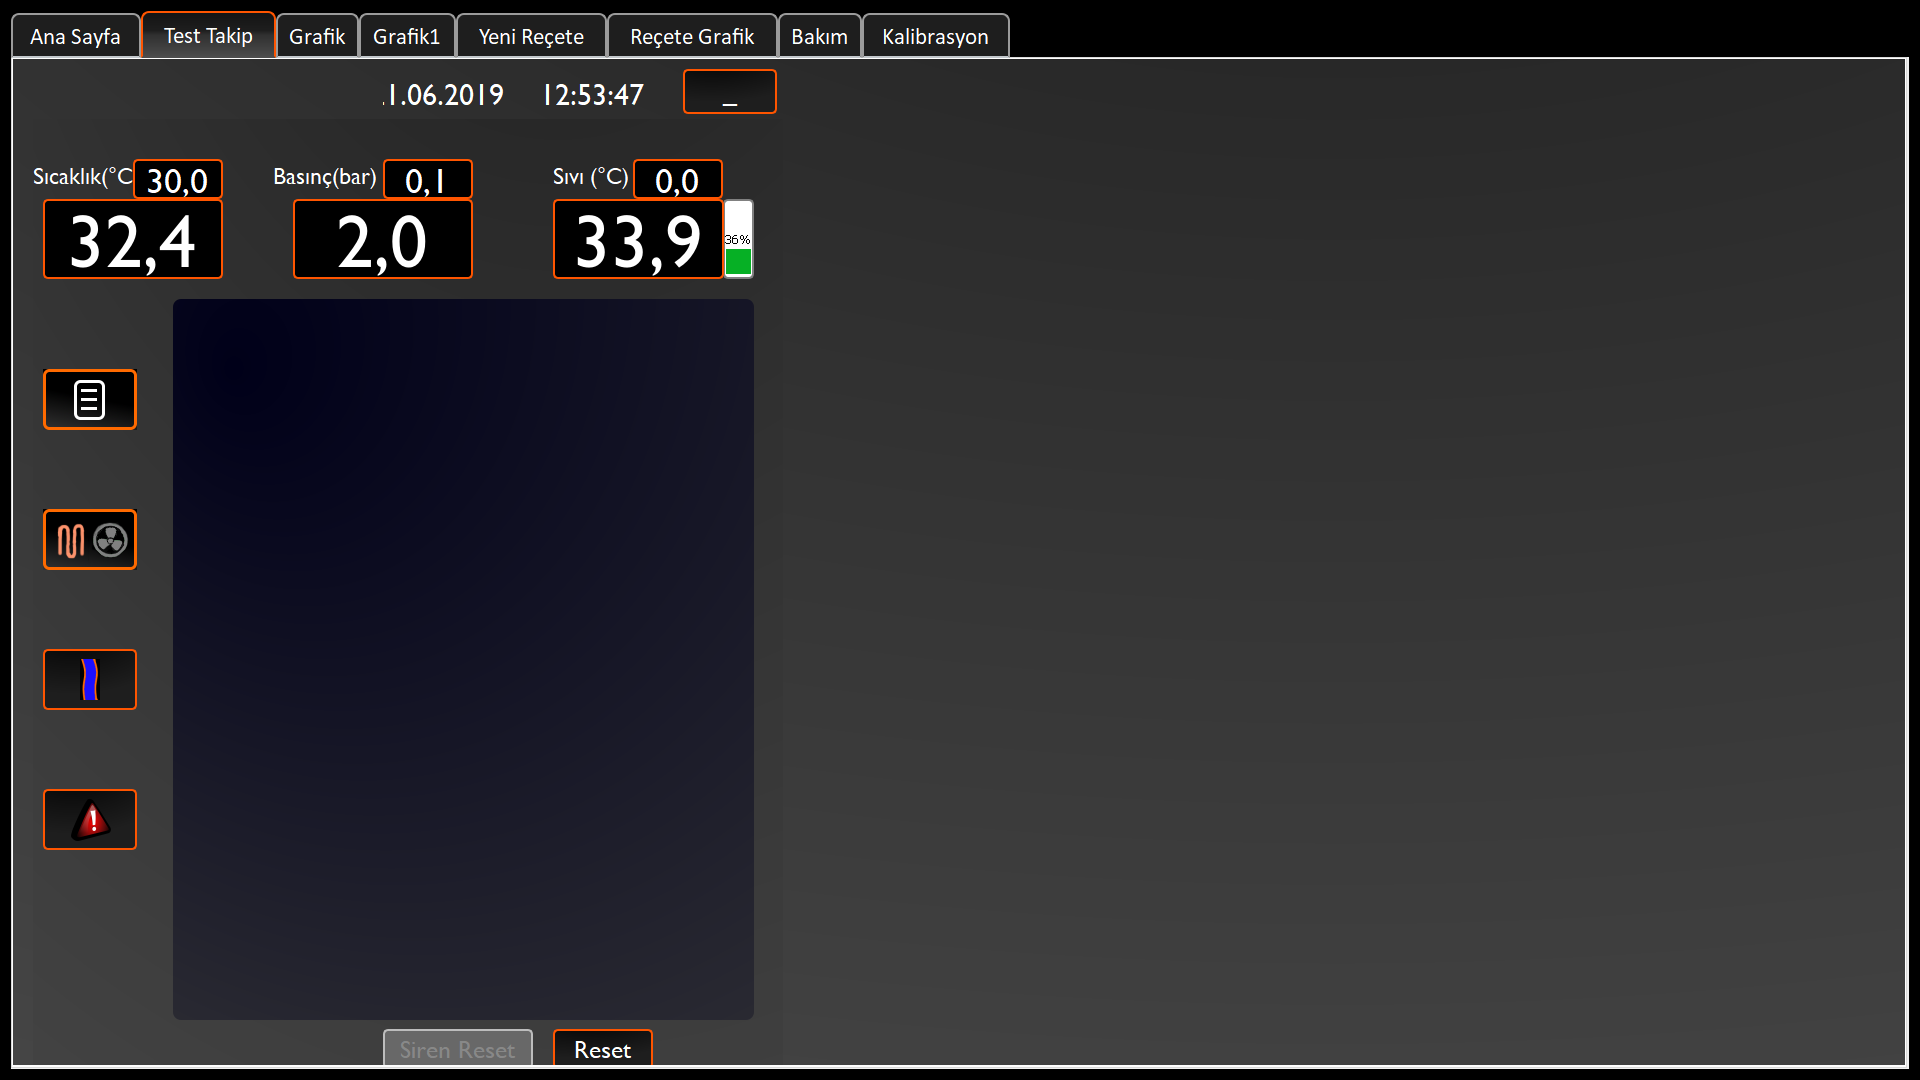 Ana Sayfa Test Takip Grafik Grafik1 Yeni Reçete Reçete Grafik Bakım Kalibrasyon
.1.06.2019 12:53:47 _
Sıcaklık(°C 30,0 Basınç(bar) 0,1 Sıvı (°C) 0,0
32,4 2,0 33,9 36%
Siren Reset Reset